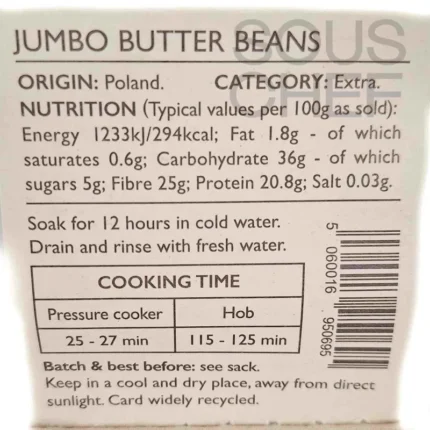 SOUS
CHEF
JUMBO BUTTER BEANS
ORIGIN: Poland. CATEGORY: Extra.
NUTRITION (Typical values per 100g as sold):
Energy 1233kJ/294kcal; Fat 1.8g - of which
saturates 0.6g; Carbohydrate 36g - of which
sugars 5g; Fibre 25g; Protein 20.8g; Salt 0.03g.
Soak for 12 hours in cold water.
Drain and rinse with fresh water.
COOKING TIME
Pressure cooker Hob
25 - 27 min 115 - 125 min
Batch & best before: see sack.
Keep in a cool and dry place, away from direct
sunlight. Card widely recycled.
5 060016 950695